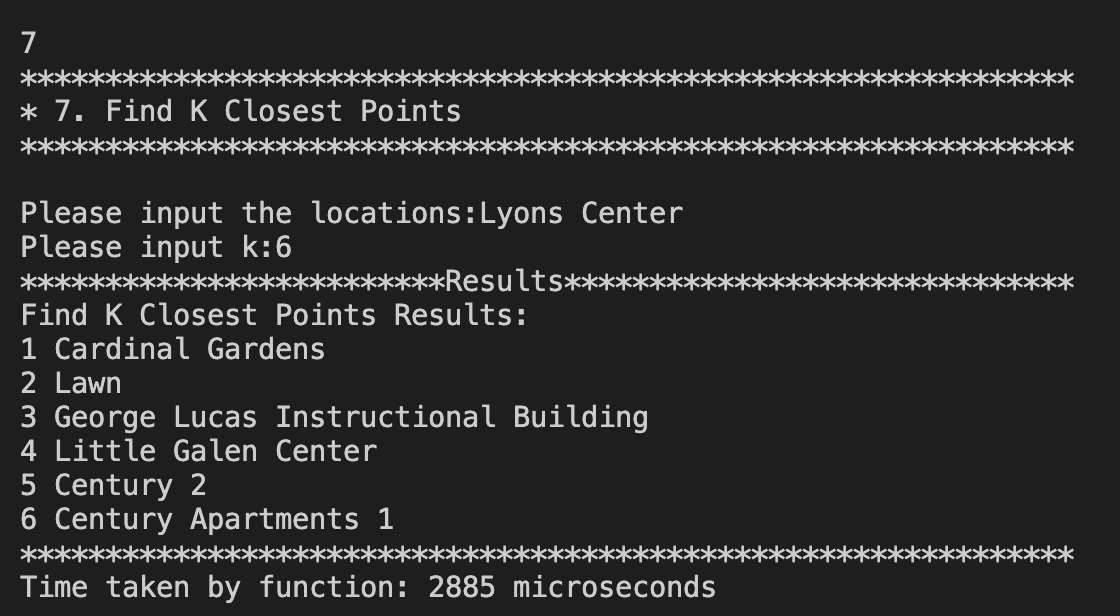 7
**************************************************************
* 7. Find K Closest Points
**************************************************************
Please input the locations:Lyons Center
Please input k:6
*************************Results******************************
Find K Closest Points Results:
1 Cardinal Gardens
2 Lawn
3 George Lucas Instructional Building
4 Little Galen Center
5 Century 2
6 Century Apartments 1
**************************************************************
Time taken by function: 2885 microseconds